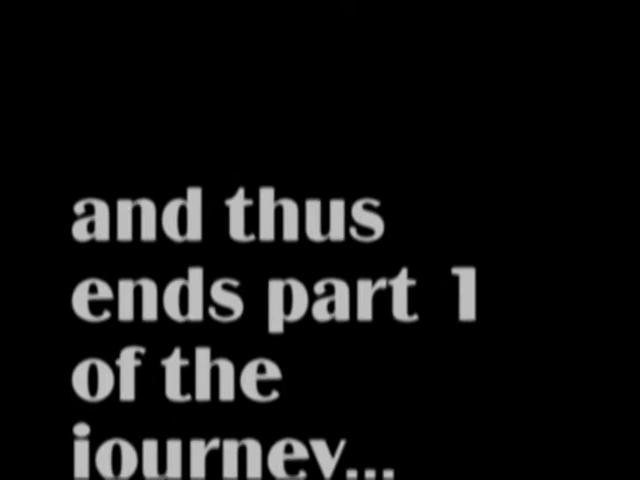 and thus
ends part 1
of the
journey...